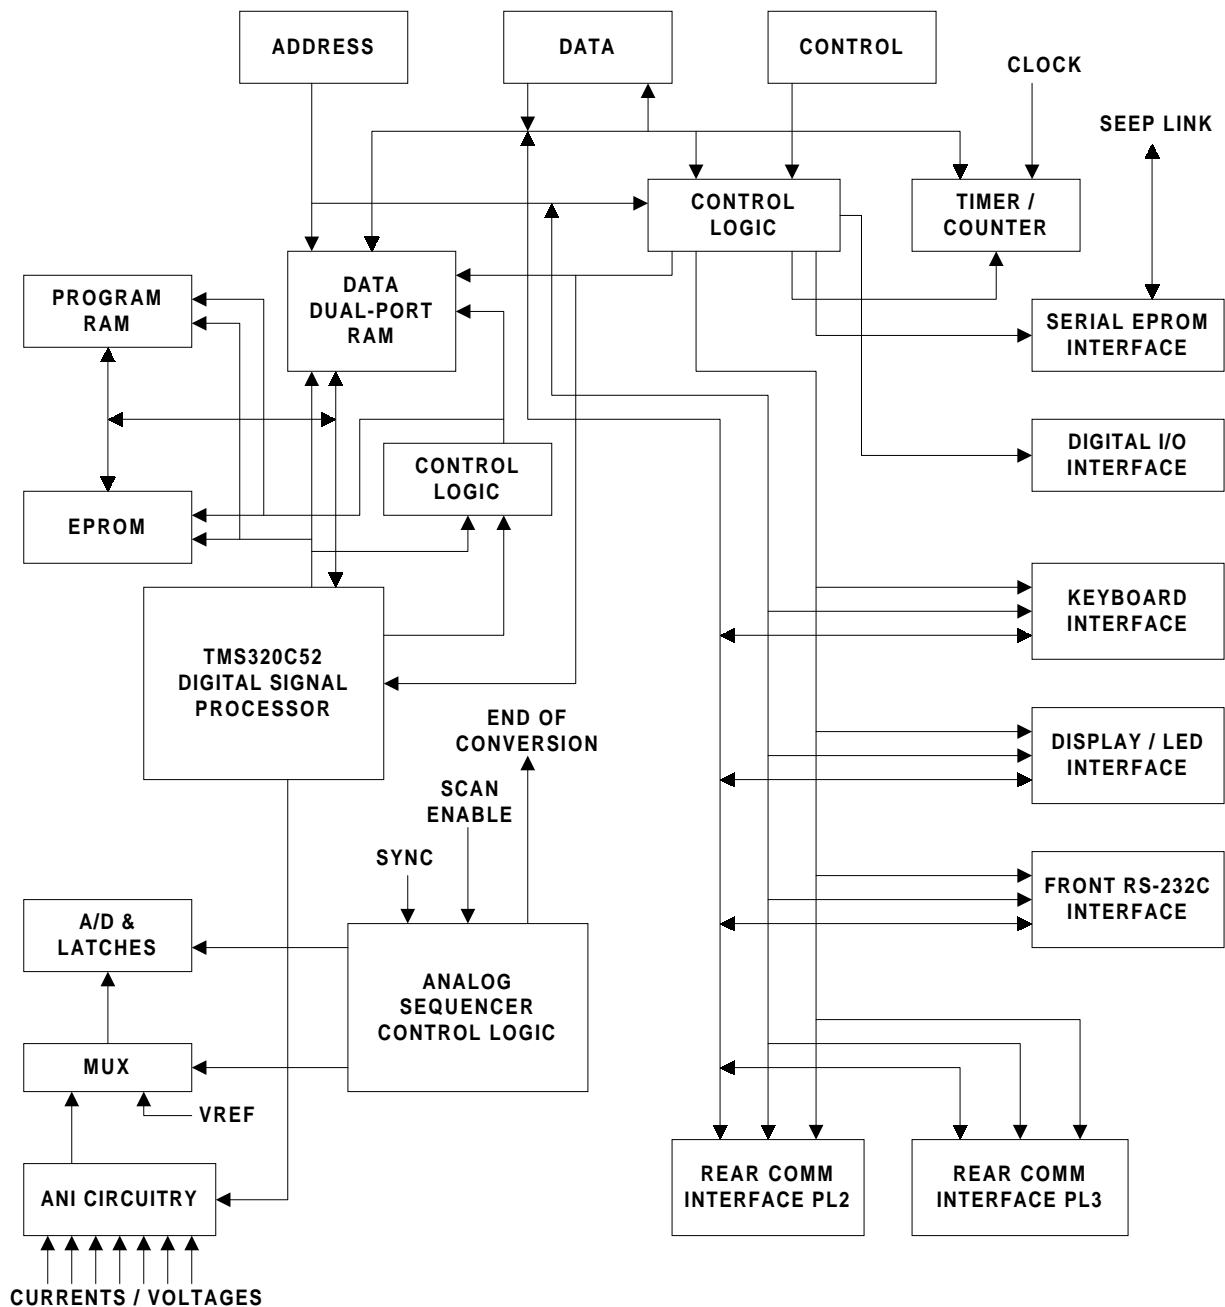 ADDRESS
DATA
CONTROL
CLOCK
SEEP LINK
CONTROL
LOGIC
TIMER /
COUNTER
PROGRAM
RAM
DATA
DUAL-PORT
RAM
SERIAL EPROM
INTERFACE
DIGITAL I/O
INTERFACE
CONTROL
LOGIC
EPROM
KEYBOARD
INTERFACE
TMS320C52
DIGITAL SIGNAL
PROCESSOR
END OF
CONVERSION
DISPLAY / LED
INTERFACE
SCAN
ENABLE
SYNC
FRONT RS-232C
INTERFACE
A/D &
LATCHES
ANALOG
SEQUENCER
CONTROL LOGIC
MUX
VREF
ANI CIRCUITRY
REAR COMM
INTERFACE PL2
REAR COMM
INTERFACE PL3
CURRENTS / VOLTAGES